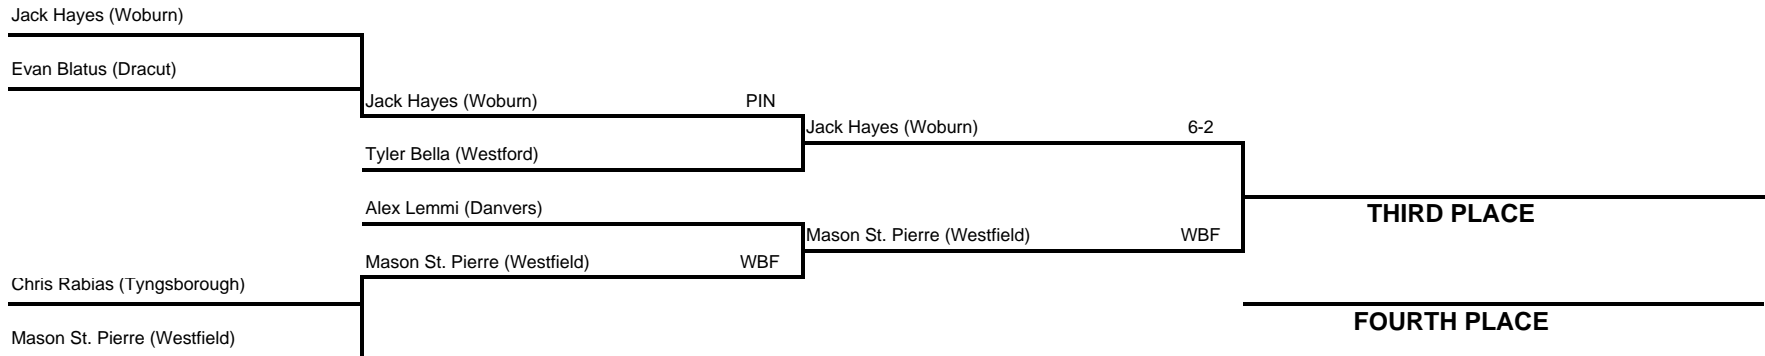 Jack Hayes (Woburn)
Evan Blatus (Dracut)
Jack Hayes (Woburn) PIN
Jack Hayes (Woburn) 6-2
Tyler Bella (Westford)
Alex Lemmi (Danvers)
THIRD PLACE
Mason St. Pierre (Westfield) WBF
Mason St. Pierre (Westfield) WBF
Chris Rabias (Tyngsborough)
FOURTH PLACE
Mason St. Pierre (Westfield)